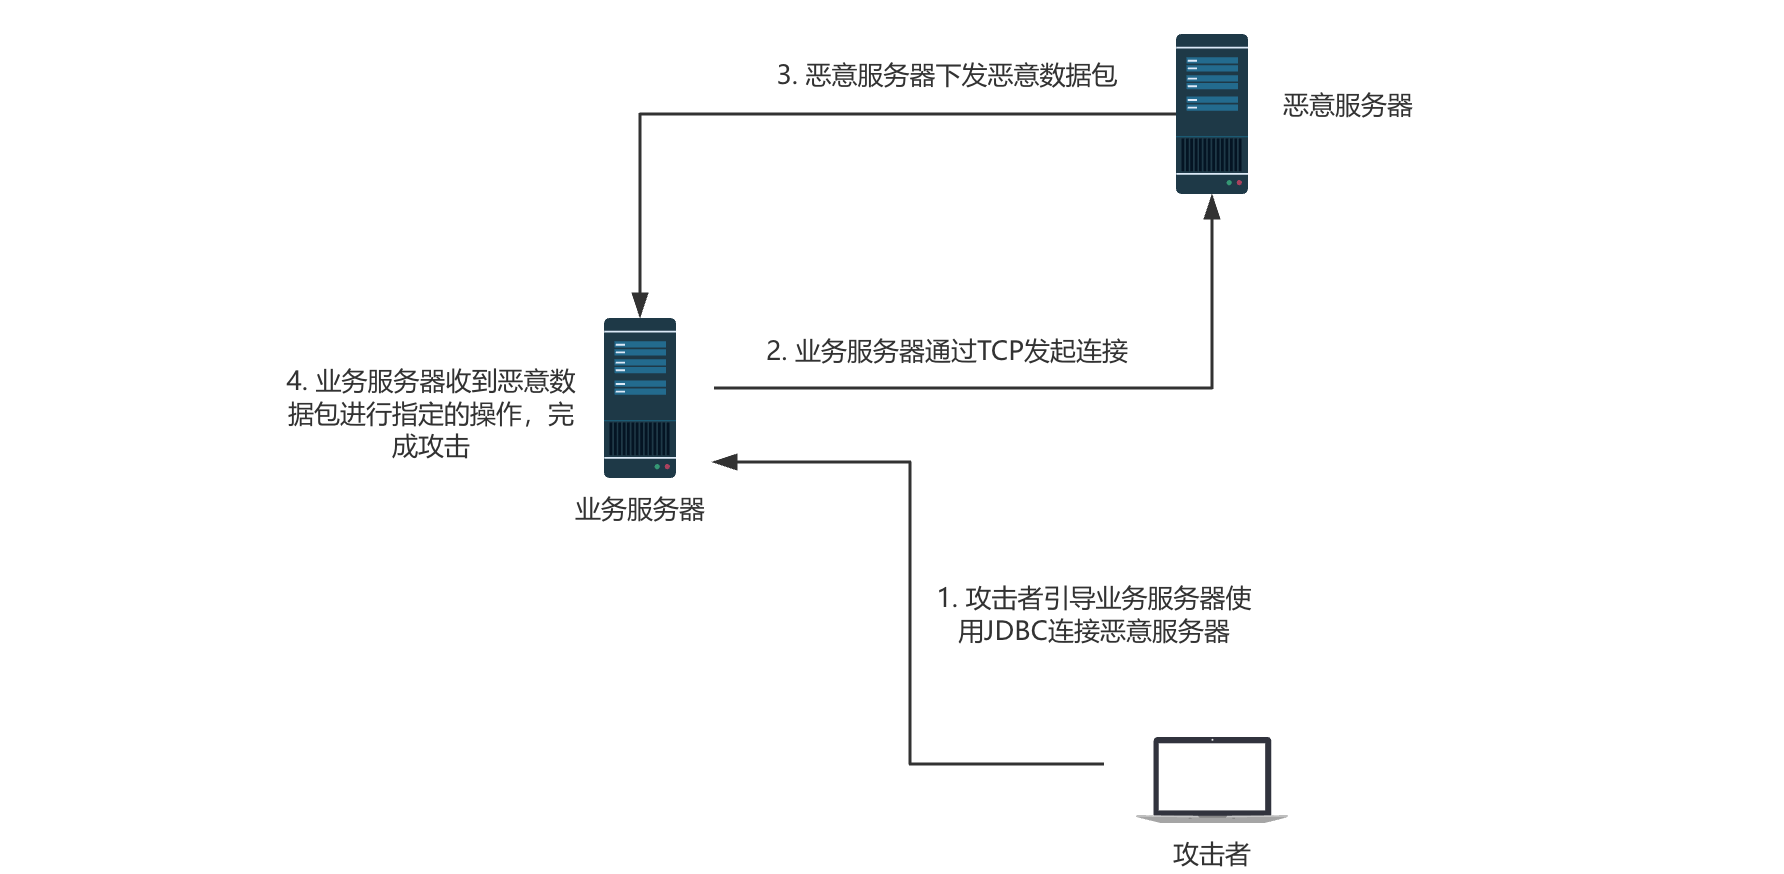 3. 恶意服务器下发恶意数据包
恶意服务器
2. 业务服务器通过TCP发起连接
4. 业务服务器收到恶意数
据包进行指定的操作，完
成攻击
业务服务器
1. 攻击者引导业务服务器使
用JDBC连接恶意服务器
攻击者